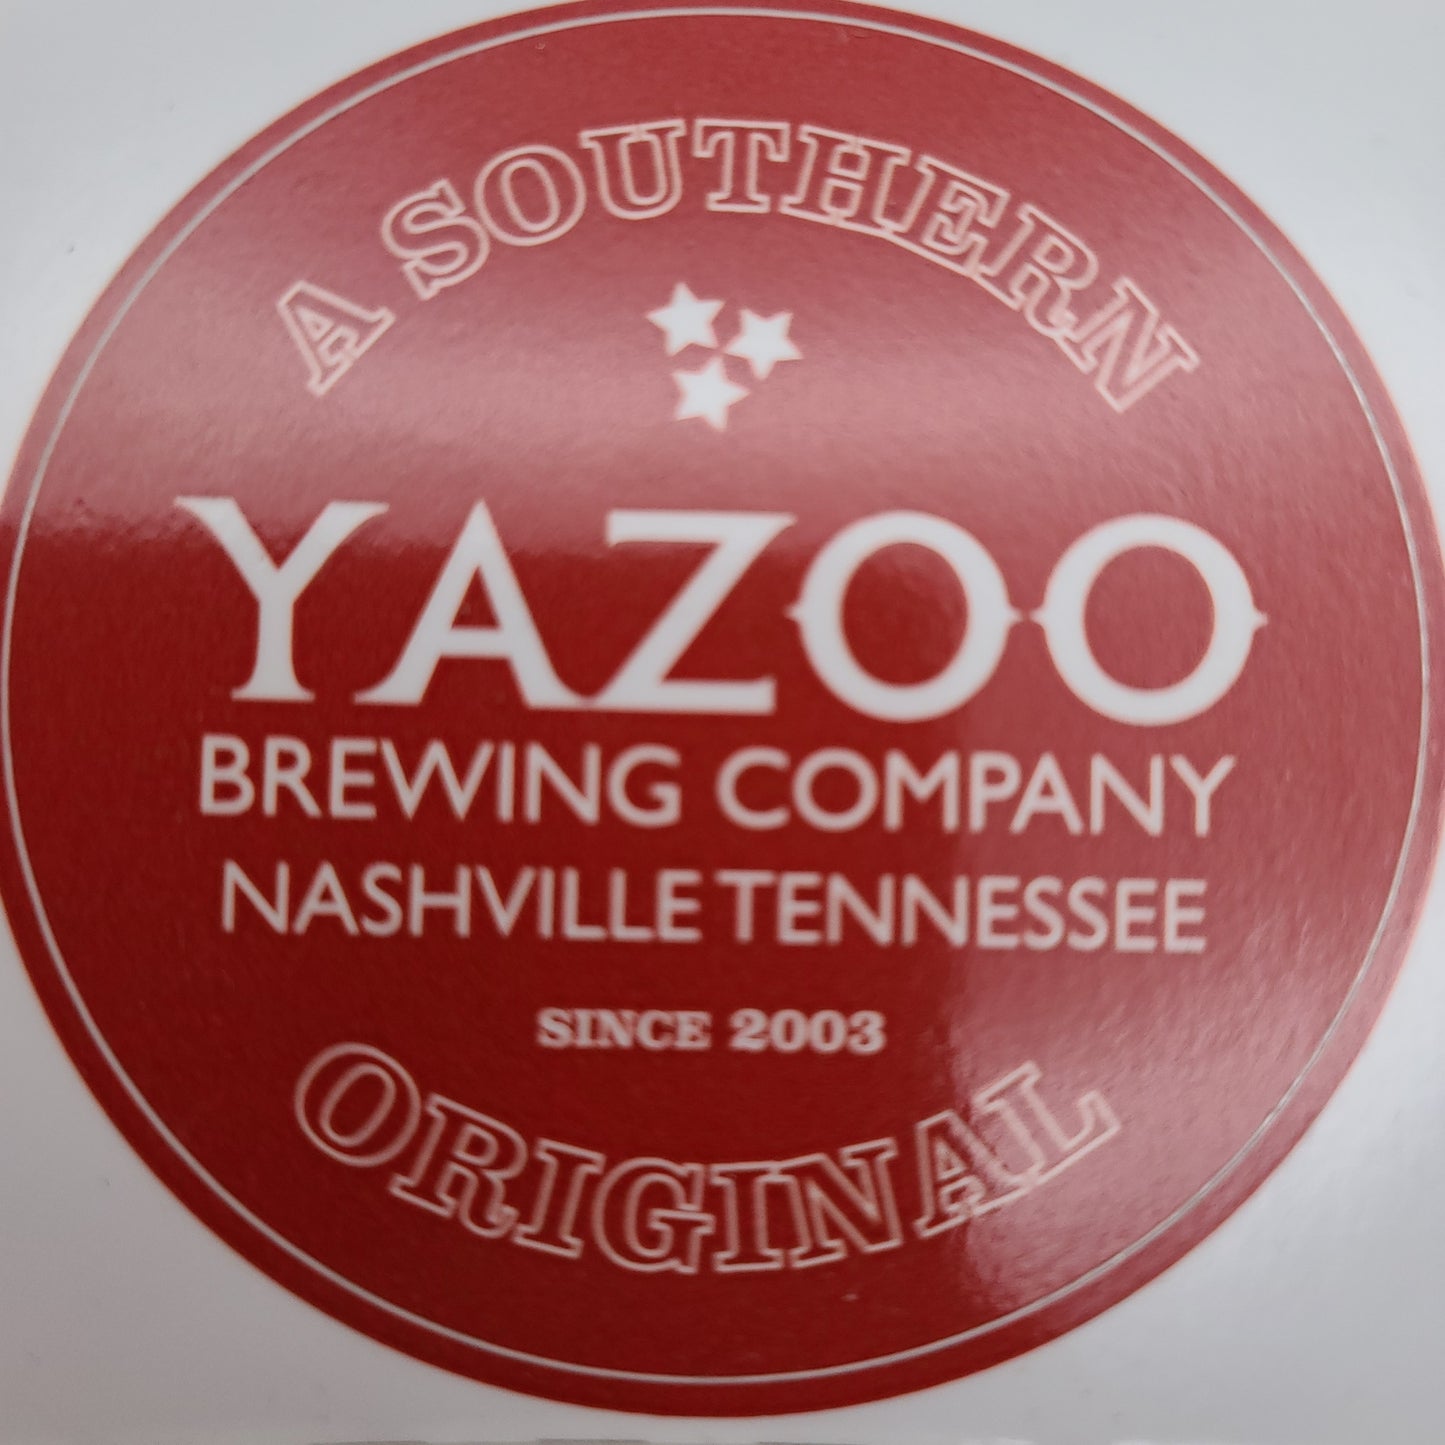 A SOUTHERN
YAZOO
BREWING COMPANY
NASHVILLE TENNESSEE
SINCE 2003
ORIGINAL